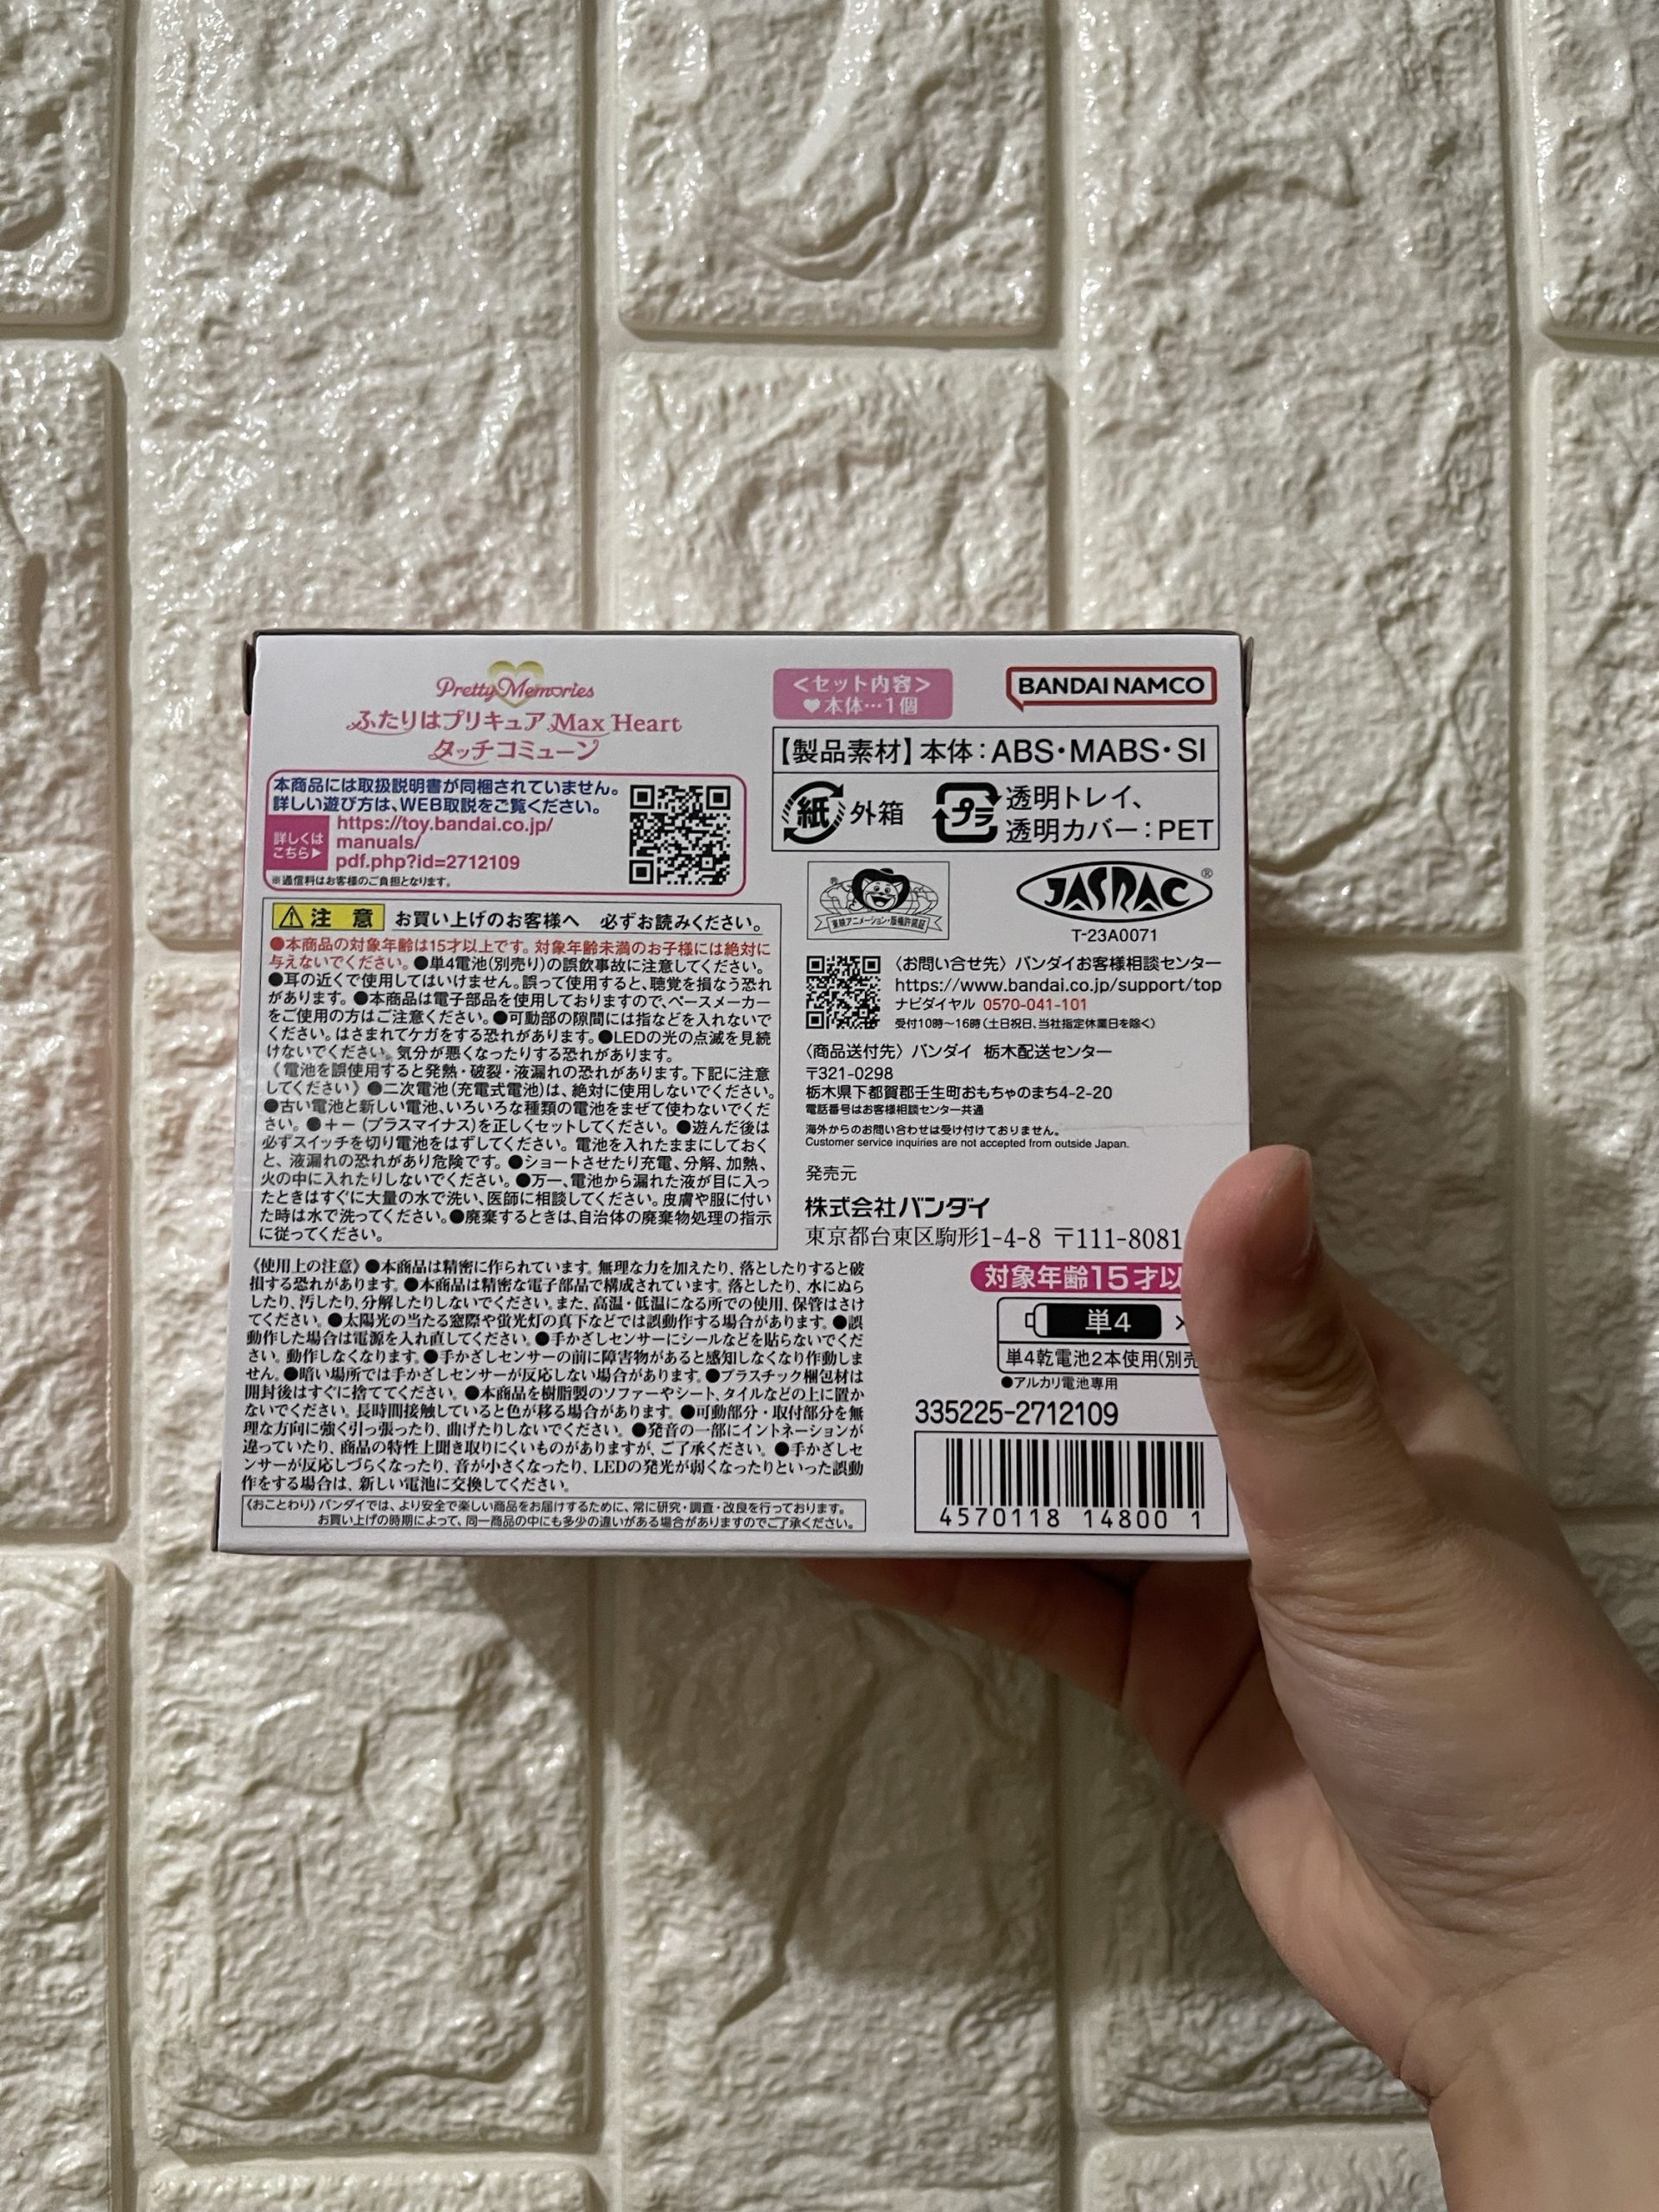 Pretty Memories
ふたりはプリキュア Max Heart
タッチコミューン
本商品には取扱説明書が同梱されていません。
詳しい遊び方は、WEB取説をご覧ください。
詳しくは
こちら▶
https://toy.bandai.co.jp/
manuals/
pdf.php?id=2712109
※通信料はお客様のご負担となります。
注 意 お買い上げのお客様へ 必ずお読みください。
●本商品の対象年齢は15才以上です。対象年齢未満のお子様には絶対に
与えないでください。●単4電池(別売り)の誤飲事故に注意してください。
●耳の近くで使用してはいけません。誤って使用すると、聴覚を損なう恐れ
があります。●本商品は電子部品を使用しておりますので、ペースメーカー
をご使用の方はご注意ください。●可動部の隙間には指などを入れないで
ください。はさまれてケガをする恐れがあります。●LEDの光の点滅を見続
けないでください。気分が悪くなったりする恐れがあります。
《電池を誤使用すると発熱・破裂・液漏れの恐れがあります。下記に注意
してください》●二次電池(充電式電池)は、絶対に使用しないでください。
●古い電池と新しい電池、いろいろな種類の電池をまぜて使わないでくだ
さい。●＋－(プラスマイナス)を正しくセットしてください。●遊んだ後は
必ずスイッチを切り電池をはずしてください。電池を入れたままにしておく
と、液漏れの恐れがあり危険です。●ショートさせたり充電、分解、加熱、
火の中に入れたりしないでください。●万一、電池から漏れた液が目に入っ
たときはすぐに大量の水で洗い、医師に相談してください。皮膚や服に付い
た時は水で洗ってください。●廃棄するときは、自治体の廃棄物処理の指示
に従ってください。
《使用上の注意》●本商品は精密に作られています。無理な力を加えたり、落としたりすると破
損する恐れがあります。●本商品は精密な電子部品で構成されています。落としたり、水にぬら
したり、汚したり、分解したりしないでください。また、高温・低温になる所での使用、保管はさけ
てください。●太陽光の当たる窓際や蛍光灯の真下などでは誤動作する場合があります。●誤
動作した場合は電源を入れ直してください。●手かざしセンサーにシールなどを貼らないでくだ
さい。動作しなくなります。●手かざしセンサーの前に障害物があると感知しなくなり作動しま
せん。●暗い場所では手かざしセンサーが反応しない場合があります。●プラスチック梱包材は
開封後はすぐに捨ててください。●本商品を樹脂製のソファーやシート、タイルなどの上に置か
ないでください。長時間接触していると色が移る場合があります。●可動部分・取付部分を無
理な方向に強く引っ張ったり、曲げたりしないでください。●発音の一部にイントネーションが
違っていたり、商品の特性上聞き取りにくいものがありますが、ご了承ください。●手かざしセ
ンサーが反応しづらくなったり、音が小さくなったり、LEDの発光が弱くなったりといった誤動
作をする場合は、新しい電池に交換してください。
《おことわり》バンダイでは、より安全で楽しい商品をお届けするために、常に研究・調査・改良を行っております。
お買い上げの時期によって、同一商品の中にも多少の違いがある場合がありますのでご了承ください。
＜セット内容＞
♥本体…1個
BANDAI NAMCO
【製品素材】本体：ABS・MABS・SI
紙 外箱
プラ 透明トレイ、
透明カバー：PET
東映アニメーション・版権許諾証
JASRAC®
T-23A0071
〈お問い合せ先〉バンダイお客様相談センター
https://www.bandai.co.jp/support/top
ナビダイヤル 0570-041-101
受付10時～16時(土日祝日、当社指定休業日を除く)
〈商品送付先〉バンダイ 栃木配送センター
〒321-0298
栃木県下都賀郡壬生町おもちゃのまち4-2-20
電話番号はお客様相談センター共通
海外からのお問い合わせは受け付けておりません。
Customer service inquiries are not accepted from outside Japan.
発売元
株式会社バンダイ
東京都台東区駒形1-4-8 〒111-8081
対象年齢15才以
単4 ×
単4乾電池2本使用(別売
●アルカリ電池専用
335225-2712109
4570118 14800 1